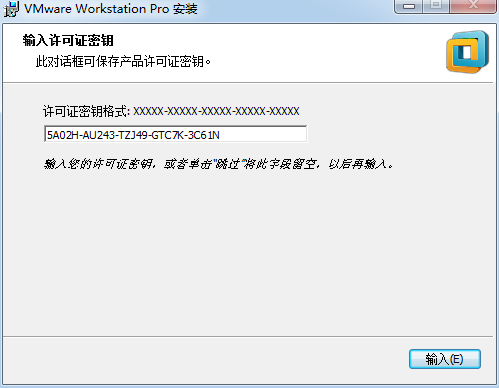 VMware Workstation Pro 安装
输入许可证密钥
此对话框可保存产品许可证密钥。
许可证密钥格式: XXXXX-XXXXX-XXXXX-XXXXX-XXXXX
5A02H-AU243-TZJ49-GTC7K-3C61N
输入您的许可证密钥，或者单击“跳过”将此字段留空，以后再输入。
输入(E)